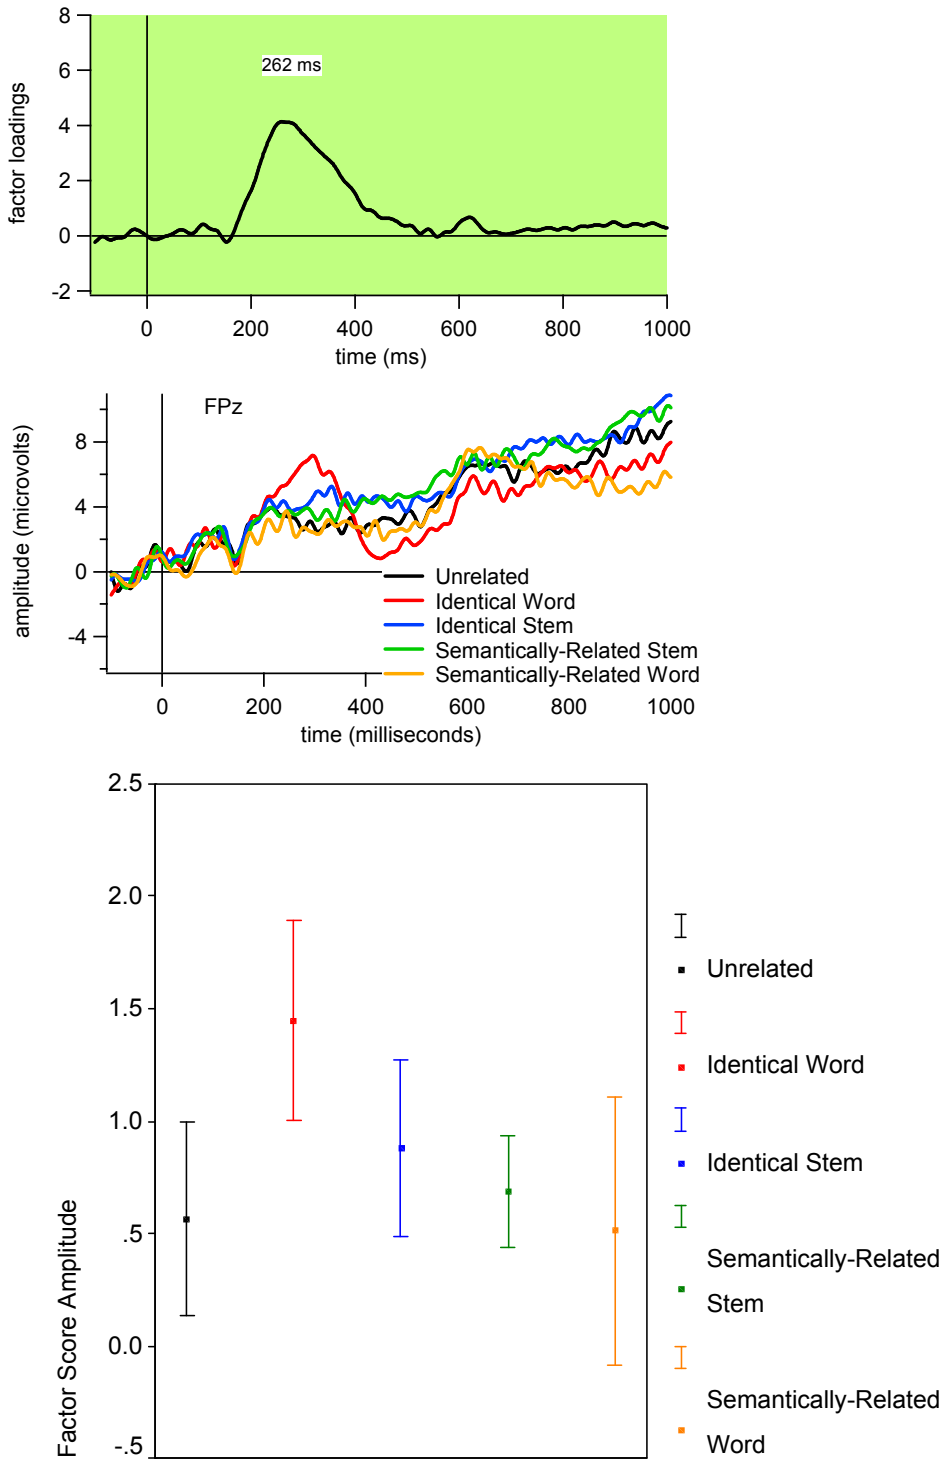 8
6
4
2
0
-2
factor loadings
262 ms
0 200 400 600 800 1000
time (ms)
FPz
8
4
0
-4
amplitude (microvolts)
Unrelated
Identical Word
Identical Stem
Semantically-Related Stem
Semantically-Related Word
0 200 400 600 800 1000
time (milliseconds)
2.5
2.0
1.5
1.0
.5
0.0
-.5
Factor Score Amplitude
Unrelated
Identical Word
Identical Stem
Semantically-Related
Stem
Semantically-Related
Word